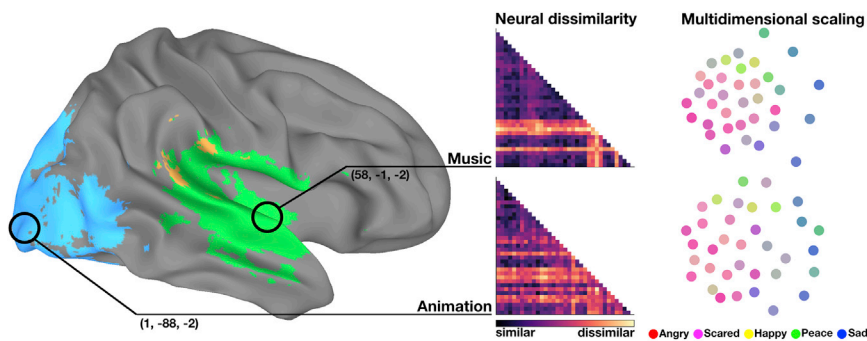 Neural dissimilarity
Multidimensional scaling
Music
(58, -1, -2)
Animation
(1, -88, -2)
similar dissimilar
Angry Scared Happy Peace Sad